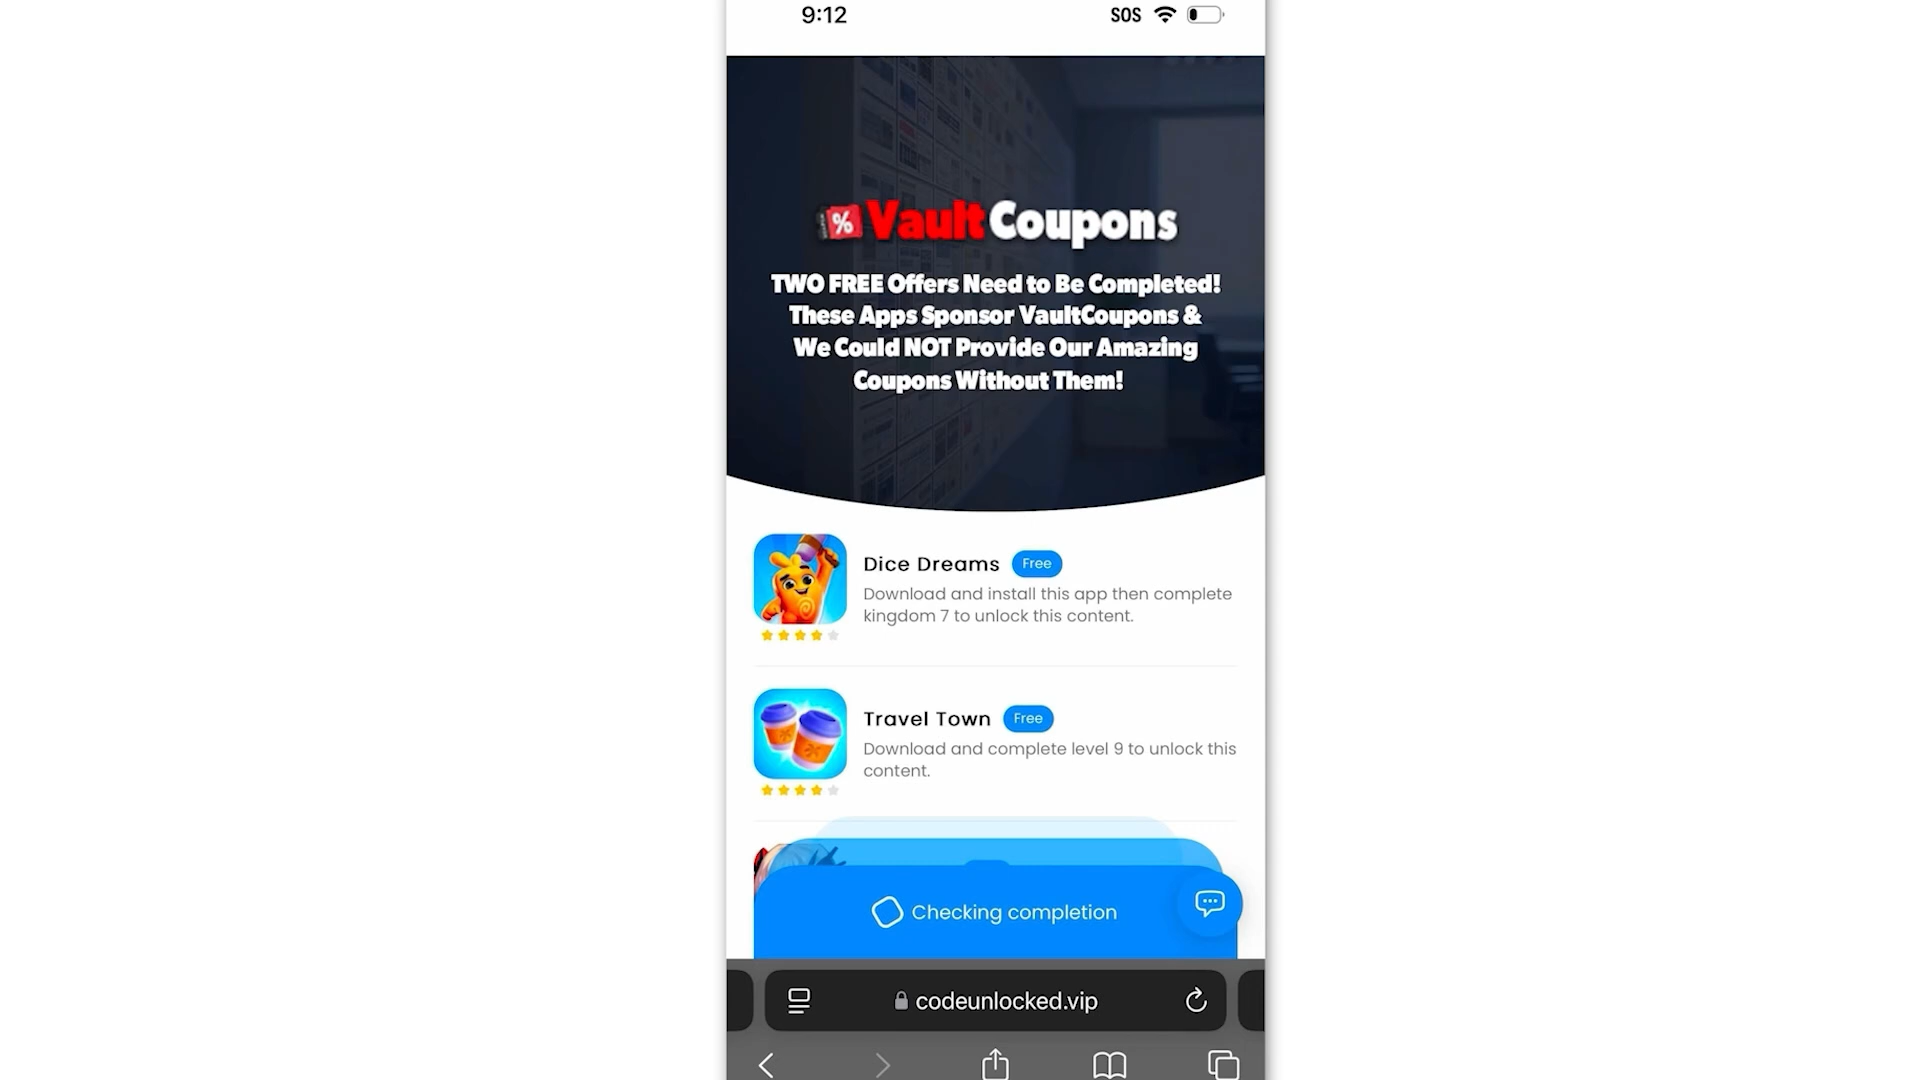 9:12
SOS
% VaultCoupons
TWO FREE Offers Need to Be Completed!
These Apps Sponsor VaultCoupons &
We Could NOT Provide Our Amazing
Coupons Without Them!
Dice Dreams Free
Download and install this app then complete
kingdom 7 to unlock this content.
Travel Town Free
Download and complete level 9 to unlock this
content.
Checking completion
codeunlocked.vip